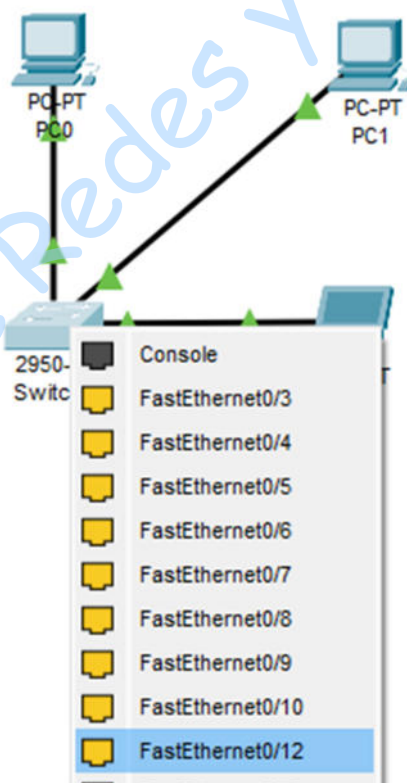 Redes y
PC-PT
PC0
PC-PT
PC1
2950-
Switc
T
Console
FastEthernet0/3
FastEthernet0/4
FastEthernet0/5
FastEthernet0/6
FastEthernet0/7
FastEthernet0/8
FastEthernet0/9
FastEthernet0/10
FastEthernet0/12